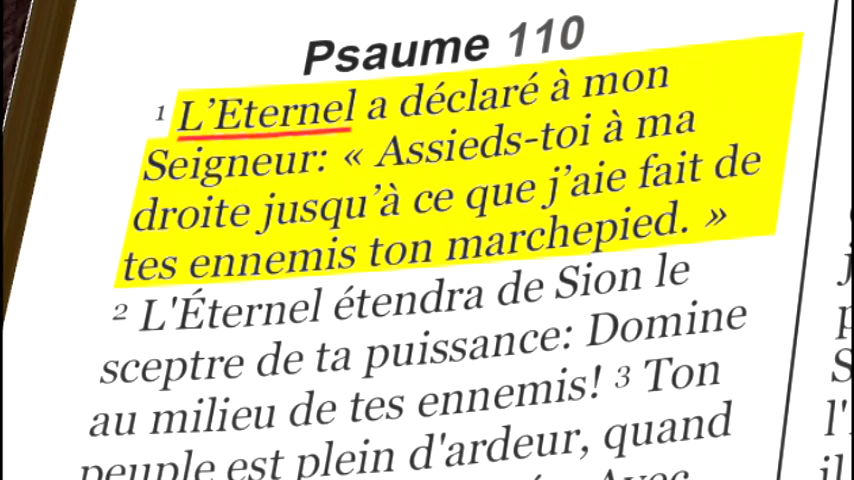 Psaume 110
1 L’Eternel a déclaré à mon
Seigneur: « Assieds-toi à ma
droite jusqu’à ce que j’aie fait de
tes ennemis ton marchepied. »
2 L'Éternel étendra de Sion le
sceptre de ta puissance: Domine
au milieu de tes ennemis! 3 Ton
peuple est plein d'ardeur, quand
Avec